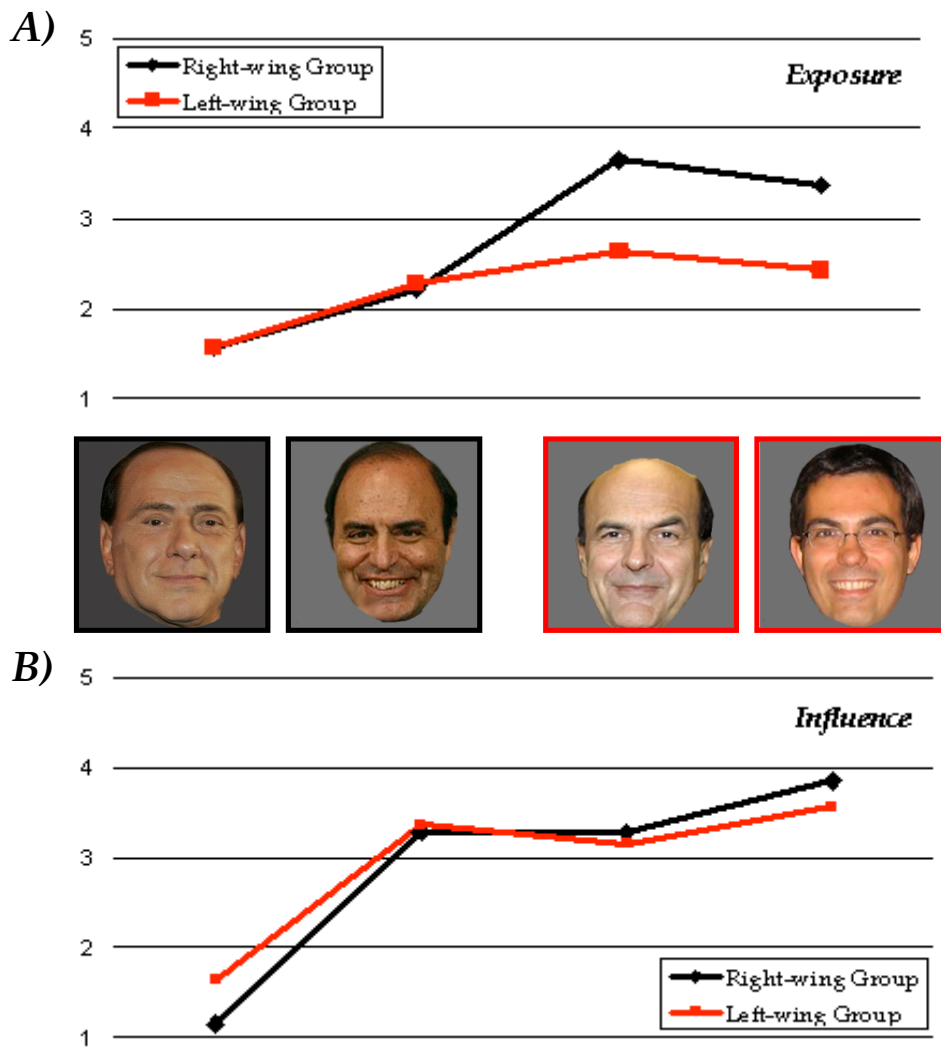 A)
5
Right-wing Group
Left-wing Group
Exposure
4
3
2
1
B)
5
Influence
4
3
2
Right-wing Group
Left-wing Group
1